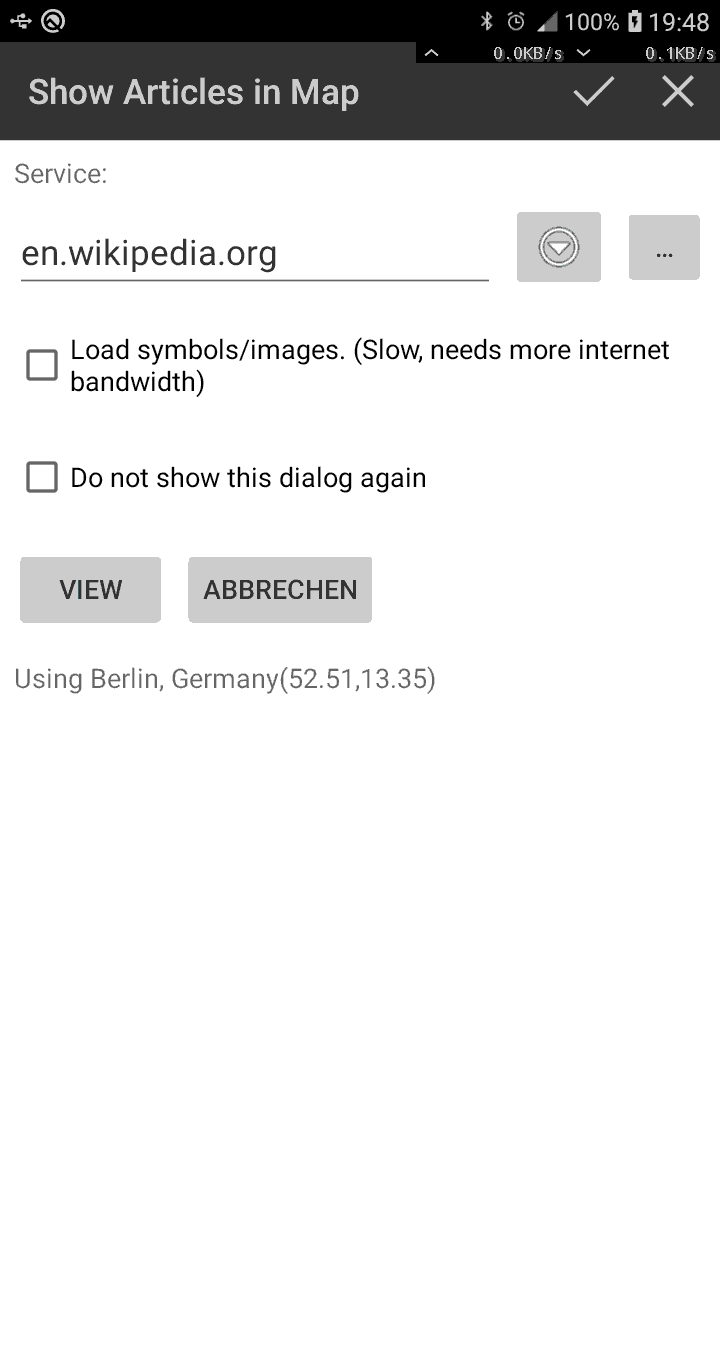 100% 19:48
0.0KB/s 0.1KB/s
Show Articles in Map
Service:
en.wikipedia.org ...
Load symbols/images. (Slow, needs more internet
bandwidth)
Do not show this dialog again
VIEW ABBRECHEN
Using Berlin, Germany(52.51,13.35)